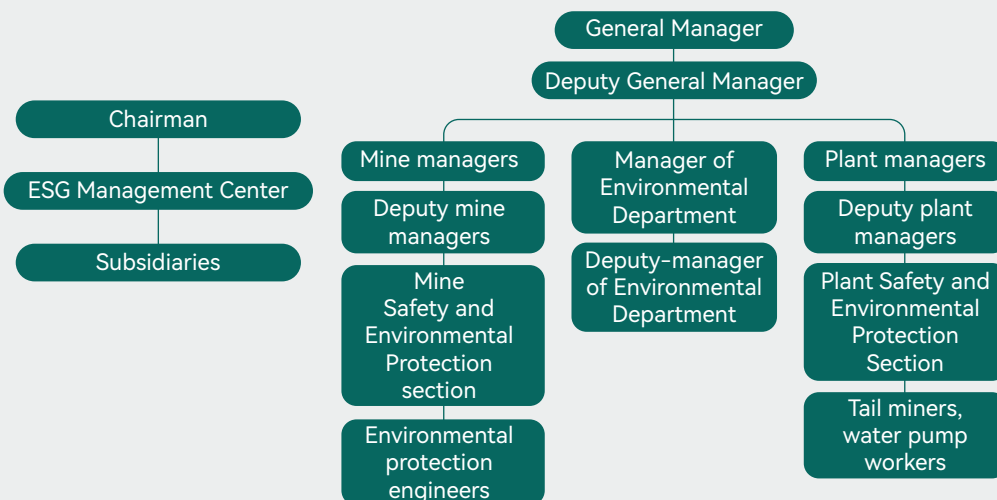 Chairman
ESG Management Center
Subsidiaries
General Manager
Deputy General Manager
Mine managers
Deputy mine
managers
Mine
Safety and
Environmental
Protection
section
Environmental
protection
engineers
Manager of
Environmental
Department
Deputy-manager
of Environmental
Department
Plant managers
Deputy plant
managers
Plant Safety and
Environmental
Protection
Section
Tail miners,
water pump
workers